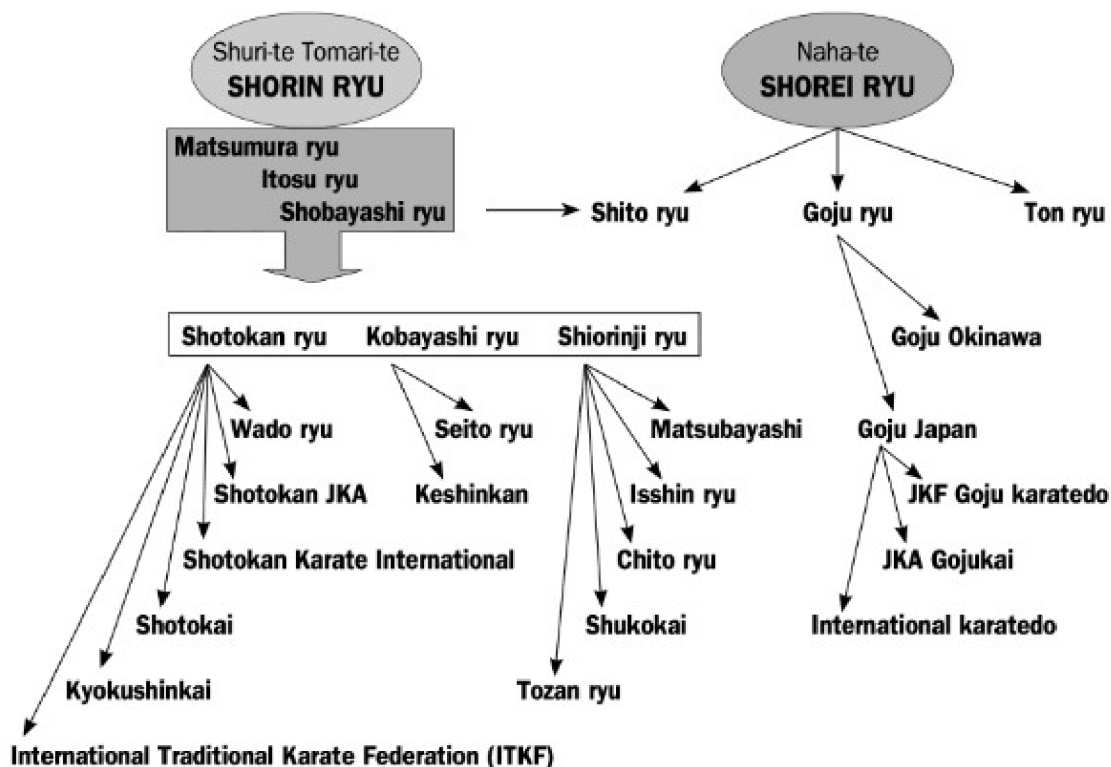 Shuri-te Tomari-te
SHORIN RYU
Naha-te
SHOREI RYU
Matsumura ryu
Itosu ryu
Shobayashi ryu
Shito ryu
Goju ryu
Ton ryu
Shotokan ryu
Kobayashi ryu
Shiorinji ryu
Goju Okinawa
Wado ryu
Seito ryu
Matsubayashi
Goju Japan
Shotokan JKA
Keshinkan
Isshin ryu
JKF Goju karatedo
Shotokan Karate International
Chito ryu
JKA Gojukai
Shotokai
Shukokai
International karatedo
Kyokushinkai
Tozan ryu
International Traditional Karate Federation (ITKF)